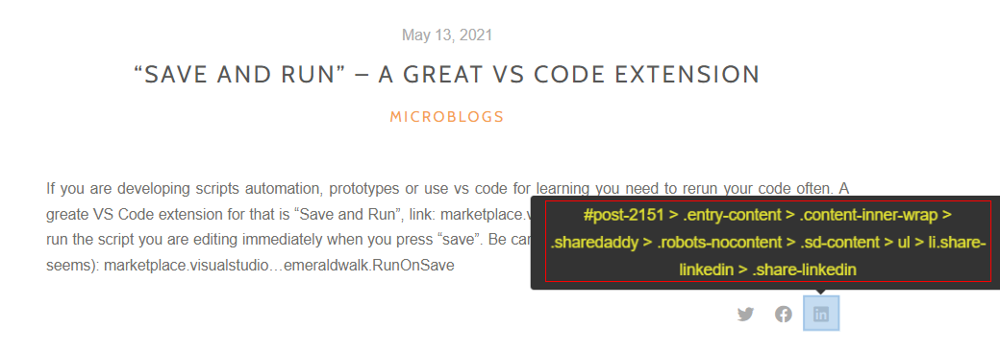 May 13, 2021
“SAVE AND RUN” – A GREAT VS CODE EXTENSION
MICROBLOGS
If you are developing scripts automation, prototypes or use vs code for learning you need to rerun your code often. A
greate VS Code extension for that is “Save and Run”, link: marketplace.
run the script you are editing immediately when you press “save”. Be
seems): marketplace.visualstudio…emeraldwalk.RunOnSave
#post-2151 > .entry-content > .content-inner-wrap >
.sharedaddy > .robots-nocontent > .sd-content > ul > li.share-
linkedin > .share-linkedin